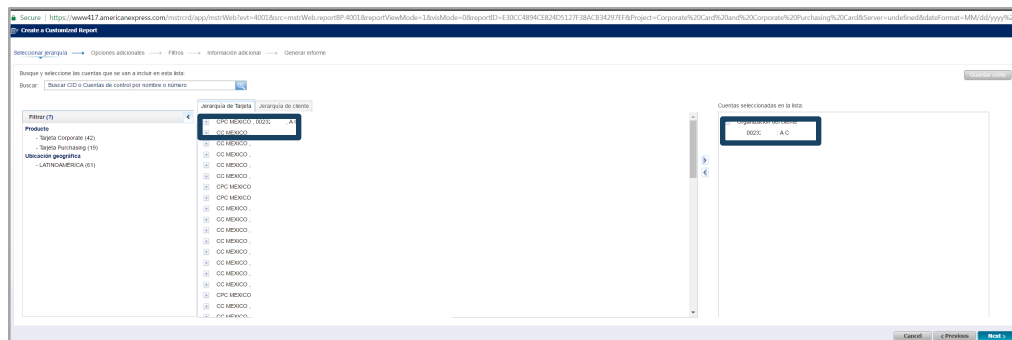 Secure | https://www417.americanexpress.com/mstrcrd/app/mstrWeb?evt=4001&src=mstrWeb.reportBP.4001&reportViewMode=1&visMode=0&reportID=E30CC4894CE824D5127F38ACB34297EF&Project=Corporate%20Card%20and%20Corporate%20Purchasing%20Card&Server=undefined&dateFormat=MM/dd/yyyy%2
Create a Customized Report
Seleccionar jerarquía → Opciones adicionales → Filtros → Información adicional → Generar informe
Busque y seleccione las cuentas que se van a incluir en esta lista:
Guardar como
Buscar: Buscar CID o Cuentas de control por nombre o número
Jerarquía de Tarjeta Jerarquía de cliente
Cuentas seleccionadas en la lista:
Filtrar (?)
Producto
- Tarjeta Corporate (42)
- Tarjeta Purchasing (19)
Ubicación geográfica
- LATINOAMÉRICA (61)
CPC MEXICO , 0023 : A C
CC MEXICO ,
CC MEXICO ,
CC MEXICO ,
CC MEXICO ,
CC MEXICO ,
CPC MEXICO
CPC MEXICO
CC MEXICO ,
CC MEXICO ,
CC MEXICO ,
CC MEXICO ,
CC MEXICO ,
CC MEXICO ,
CC MEXICO ,
CC MEXICO ,
CPC MEXICO
CC MEXICO ,
CC MEXICO
Organización del cliente
0023 : A C
Cancel < Previous Next >